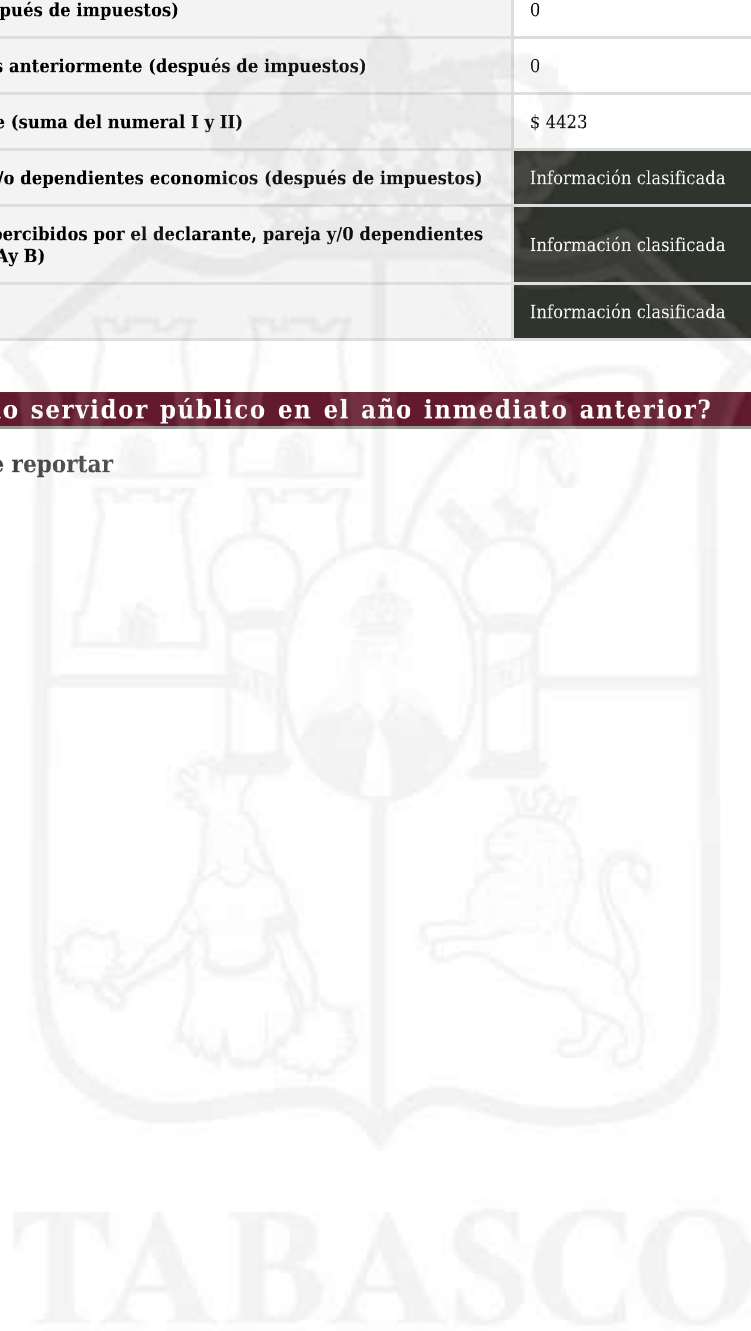 pués de impuestos)
0
s anteriormente (después de impuestos)
0
e (suma del numeral I y II)
$ 4423
/o dependientes economicos (después de impuestos)
Información clasificada
percibidos por el declarante, pareja y/0 dependientes
Ay B)
Información clasificada
Información clasificada
o servidor público en el año inmediato anterior?
e reportar
TABASCO